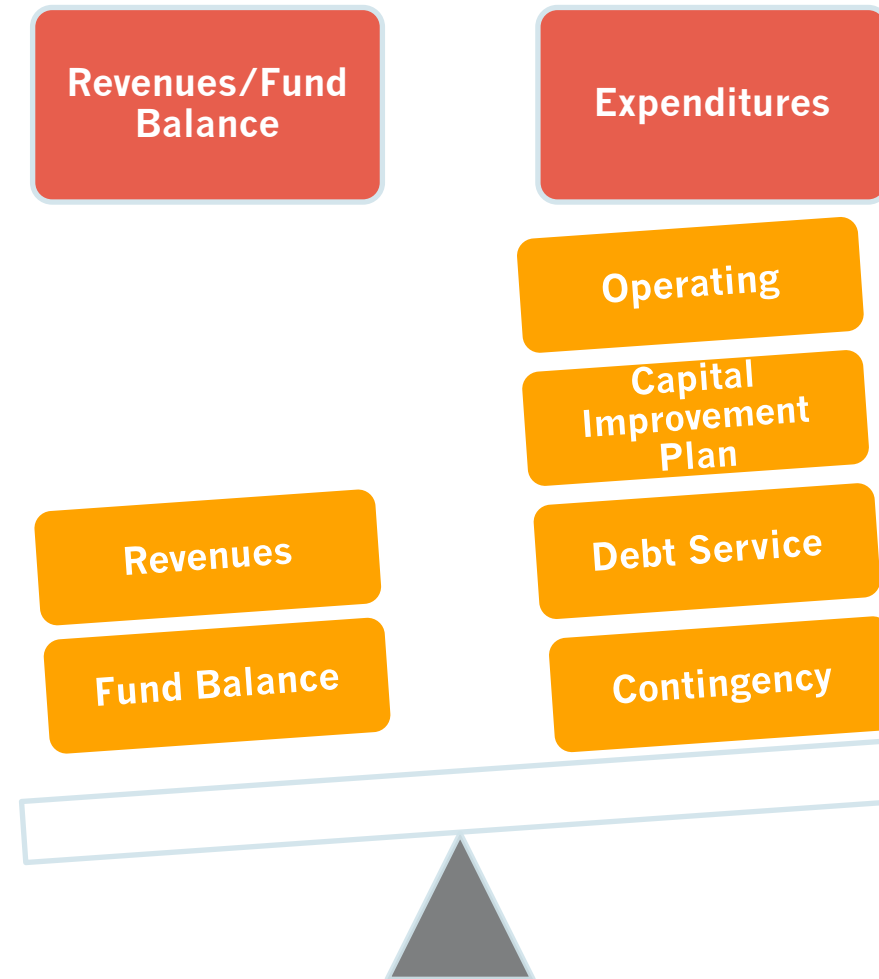 Revenues/Fund
Balance
Expenditures
Operating
Capital
Improvement
Plan
Revenues
Debt Service
Fund Balance
Contingency